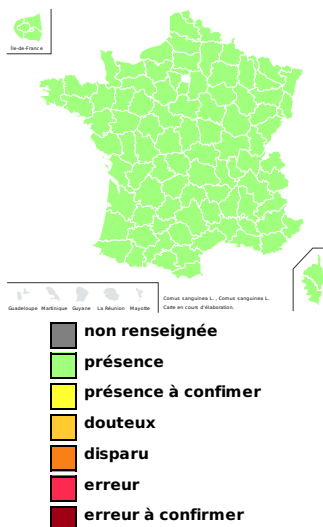 Île-de-France
Guadeloupe Martinique Guyane La Réunion Mayotte
Cornus sanguinea L. , Cornus sanguinea L.
Carte en cours d'élaboration.
non renseignée
présence
présence à confimer
douteux
disparu
erreur
erreur à confirmer